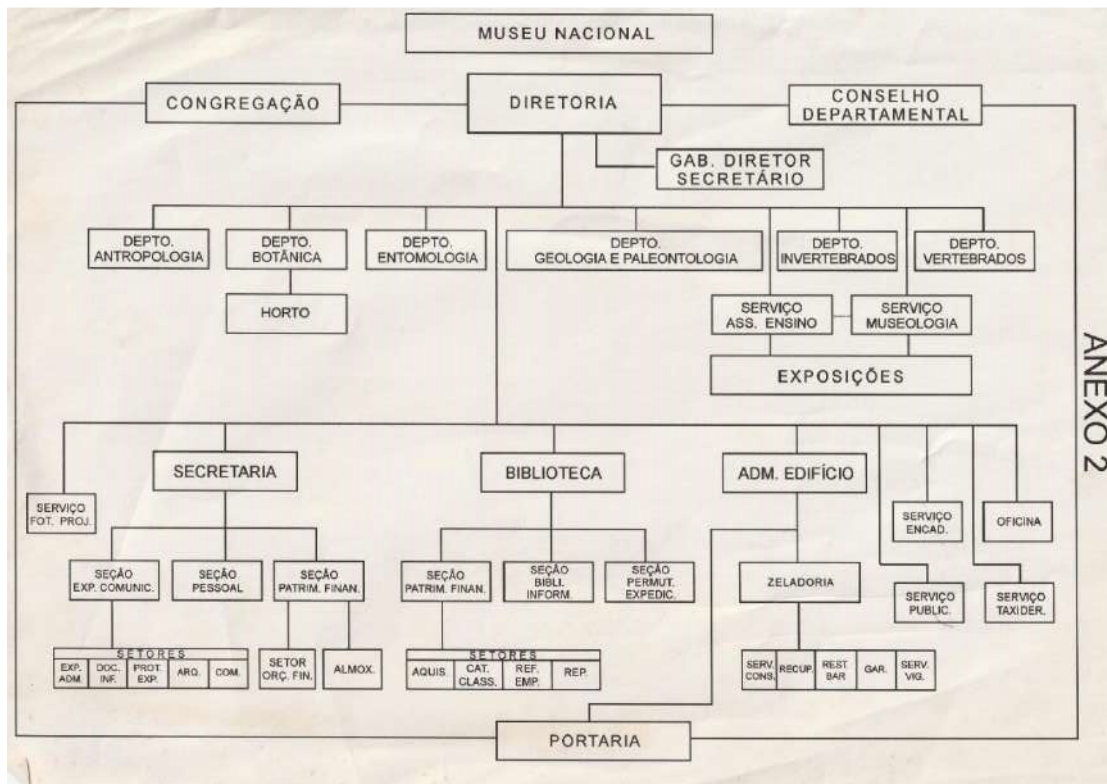 MUSEU NACIONAL
CONGREGAÇÃO
DIRETORIA
CONSELHO
DEPARTAMENTAL
GAB. DIRETOR
SECRETÁRIO
DEPTO.
ANTROPOLOGIA
DEPTO.
BOTÂNICA
DEPTO.
ENTOMOLOGIA
DEPTO.
GEOLOGIA E PALEONTOLOGIA
DEPTO.
INVERTEBRADOS
DEPTO.
VERTEBRADOS
HORTO
SERVIÇO
ASS. ENSINO
SERVIÇO
MUSEOLOGIA
EXPOSIÇÕES
ANEXO 2
SECRETARIA
BIBLIOTECA
ADM. EDIFÍCIO
SERVIÇO
FOT. PROJ.
SERVIÇO
ENCAD.
OFICINA
SEÇÃO
EXP. COMUNIC.
SEÇÃO
PESSOAL
SEÇÃO
PATRIM. FINAN.
SEÇÃO
PATRIM. FINAN.
SEÇÃO
BIBLI.
INFORM.
SEÇÃO
PERMUT.
EXPEDIC.
ZELADORIA
SERVIÇO
PUBLIC.
SERVIÇO
TAXIDER.
SETORES
EXP.
ADM.
DOC.
INF.
PROT.
EXP.
ARQ.
COM.
SETOR
ORÇ. FIN.
ALMOX.
SETORES
AQUIS.
CAT.
CLASS.
REF.
EMP.
REP.
SERV.
CONS.
RECUP.
REST.
BAR
GAR.
SERV.
VIG.
PORTARIA